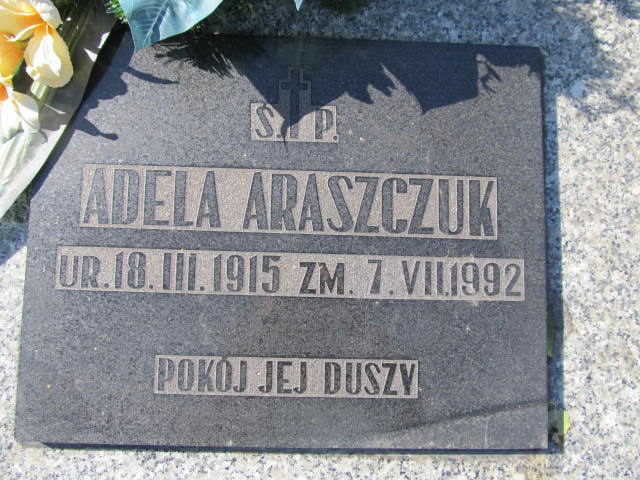 Ś. † P.
ADELA ARASZCZUK
UR. 18. III. 1915 ZM. 7. VII. 1992
POKÓJ JEJ DUSZY